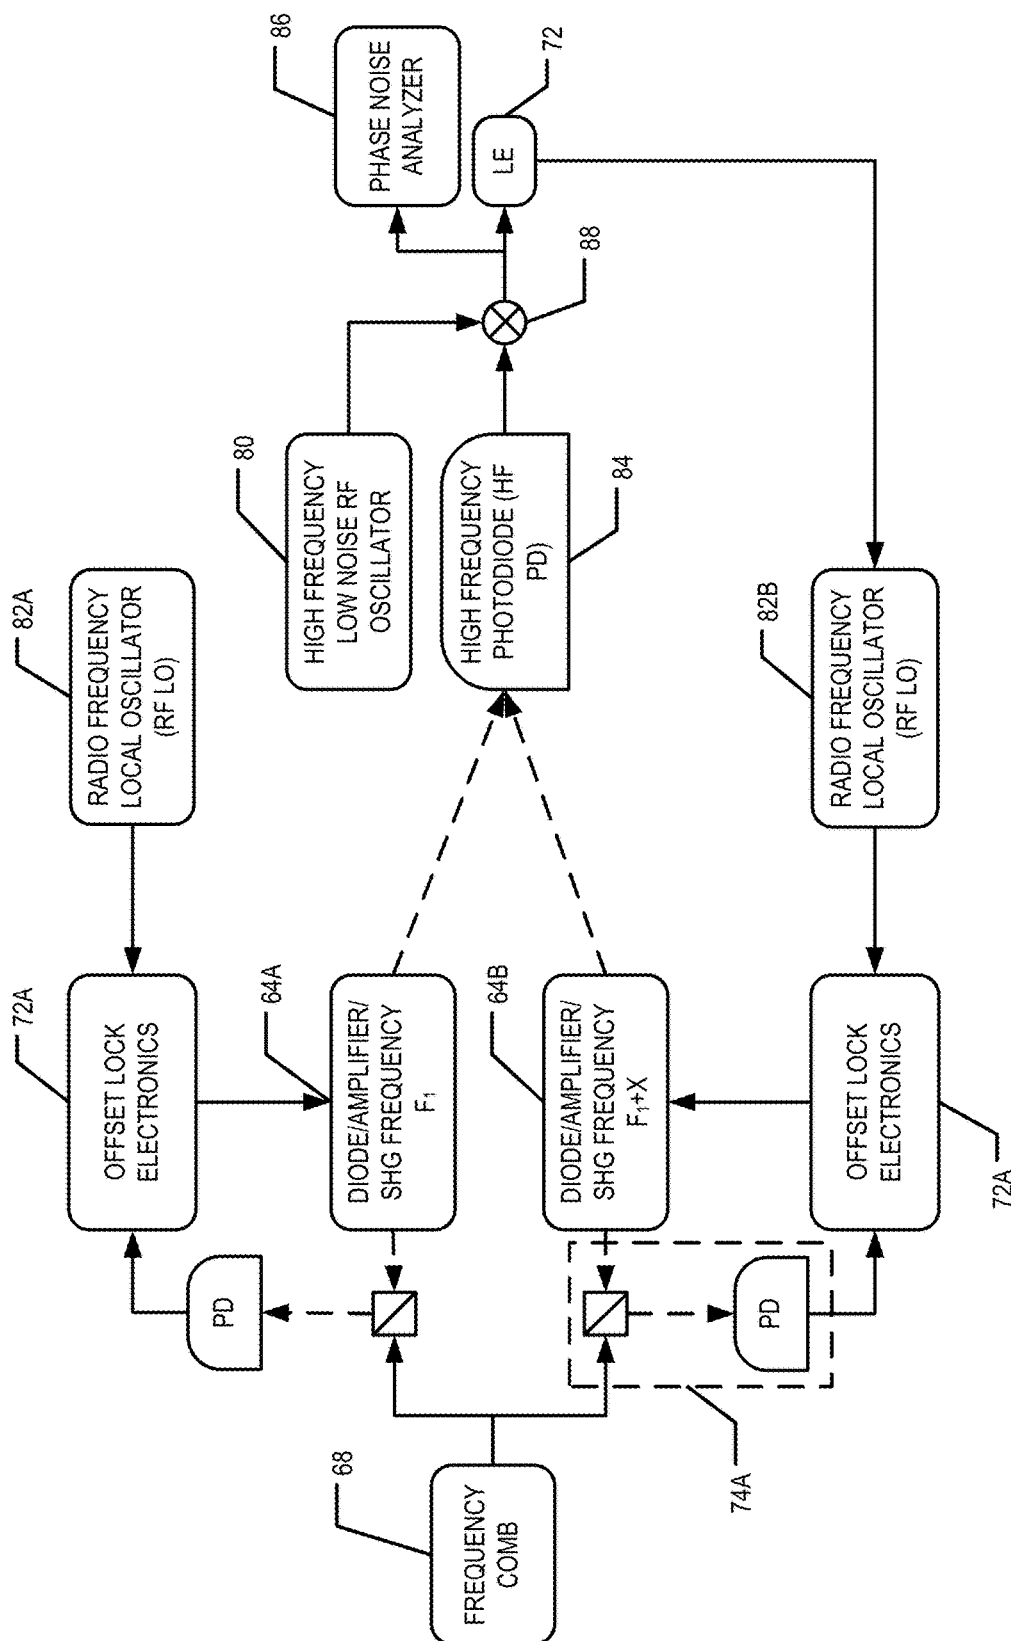 68
FREQUENCY
COMB
74A
PD
PD
72A
OFFSET LOCK
ELECTRONICS
64A
DIODE/AMPLIFIER/
SHG FREQUENCY
F₁
64B
DIODE/AMPLIFIER/
SHG FREQUENCY
F₁+X
OFFSET LOCK
ELECTRONICS
72A
82A
RADIO FREQUENCY
LOCAL OSCILLATOR
(RF LO)
80
HIGH FREQUENCY
LOW NOISE RF
OSCILLATOR
HIGH FREQUENCY
PHOTODIODE (HF
PD)
84
82B
RADIO FREQUENCY
LOCAL OSCILLATOR
(RF LO)
88
86
PHASE NOISE
ANALYZER
LE
72